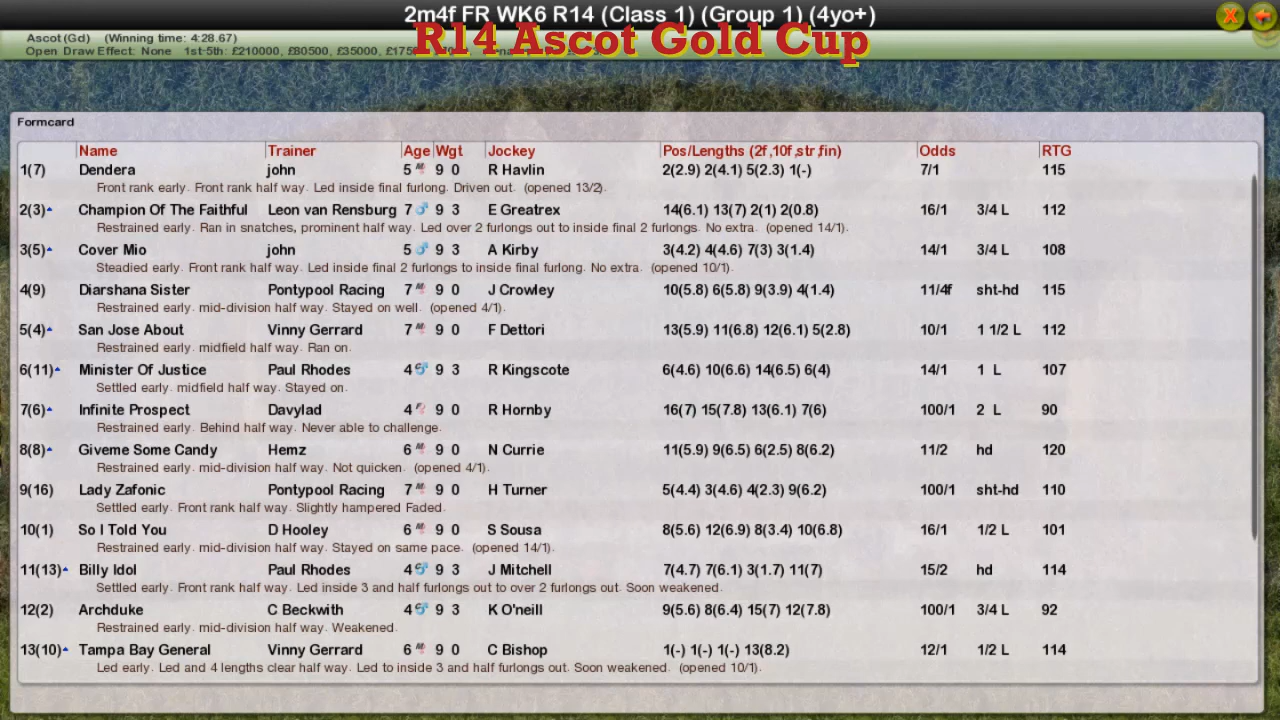 2m4f FR WK6 R14 (Class 1) (Group 1) (4yo+)
R14 Ascot Gold Cup
Ascot(Gd) (Winning time: 4:28.67)
Open Draw Effect: None 1st-5th: £210000, £80500, £35000,
Formcard
Name Trainer Age Wgt Jockey Pos/Lengths (2f,10f,str,fin) Odds RTG
1(7) Dendera john 5 9 0 R Havlin 2(2.9) 2(4.1) 5(2.3) 1(-) 7/1 115
Front rank early. Front rank half way. Led inside final furlong. Driven out. (opened 13/2).
2(3) Champion Of The Faithful Leon van Rensburg 7 9 3 E Greatrex 14(6.1) 13(7) 2(1) 2(0.8) 16/1 3/4 L 112
Restrained early. Ran in snatches, prominent half way. Led over 2 furlongs out to inside final 2 furlongs. No extra. (opened 14/1).
3(5) Cover Mio john 5 9 3 A Kirby 3(4.2) 4(4.6) 7(3) 3(1.4) 14/1 3/4 L 108
Steadied early. Front rank half way. Led inside final 2 furlongs to inside final furlong. No extra. (opened 10/1).
4(9) Diarshana Sister Pontypool Racing 7 9 0 J Crowley 10(5.8) 6(5.8) 9(3.9) 4(1.4) 11/4f sht-hd 115
Restrained early. mid-division half way. Stayed on well. (opened 4/1).
5(4) San Jose About Vinny Gerrard 7 9 0 F Dettori 13(5.9) 11(6.8) 12(6.1) 5(2.8) 10/1 1 1/2 L 112
Restrained early. midfield half way. Ran on.
6(11) Minister Of Justice Paul Rhodes 4 9 3 R Kingscote 6(4.6) 10(6.6) 14(6.5) 6(4) 14/1 1 L 107
Settled early. midfield half way. Stayed on.
7(6) Infinite Prospect Davylad 4 9 0 R Hornby 16(7) 15(7.8) 13(6.1) 7(6) 100/1 2 L 90
Restrained early. Behind half way. Never able to challenge.
8(8) Giveme Some Candy Hemz 6 9 0 N Currie 11(5.9) 9(6.5) 6(2.5) 8(6.2) 11/2 hd 120
Restrained early. mid-division half way. Not quicken. (opened 4/1).
9(16) Lady Zafonic Pontypool Racing 7 9 0 H Turner 5(4.4) 3(4.6) 4(2.3) 9(6.2) 100/1 sht-hd 110
Settled early. Front rank half way. Slightly hampered Faded.
10(1) So I Told You D Hooley 6 9 0 S Sousa 8(5.6) 12(6.9) 8(3.4) 10(6.8) 16/1 1/2 L 101
Restrained early. mid-division half way. Stayed on same pace. (opened 14/1).
11(13) Billy Idol Paul Rhodes 4 9 3 J Mitchell 7(4.7) 7(6.1) 3(1.7) 11(7) 15/2 hd 114
Settled early. Front rank half way. Led inside 3 and half furlongs out to over 2 furlongs out. Soon weakened.
12(2) Archduke C Beckwith 4 9 3 K O'neill 9(5.6) 8(6.4) 15(7) 12(7.8) 100/1 3/4 L 92
Restrained early. mid-division half way. Weakened.
13(10) Tampa Bay General Vinny Gerrard 6 9 0 C Bishop 1(-) 1(-) 1(-) 13(8.2) 12/1 1/2 L 114
Led early. Led and 4 lengths clear half way. Led to inside 3 and half furlongs out. Soon weakened. (opened 10/1).